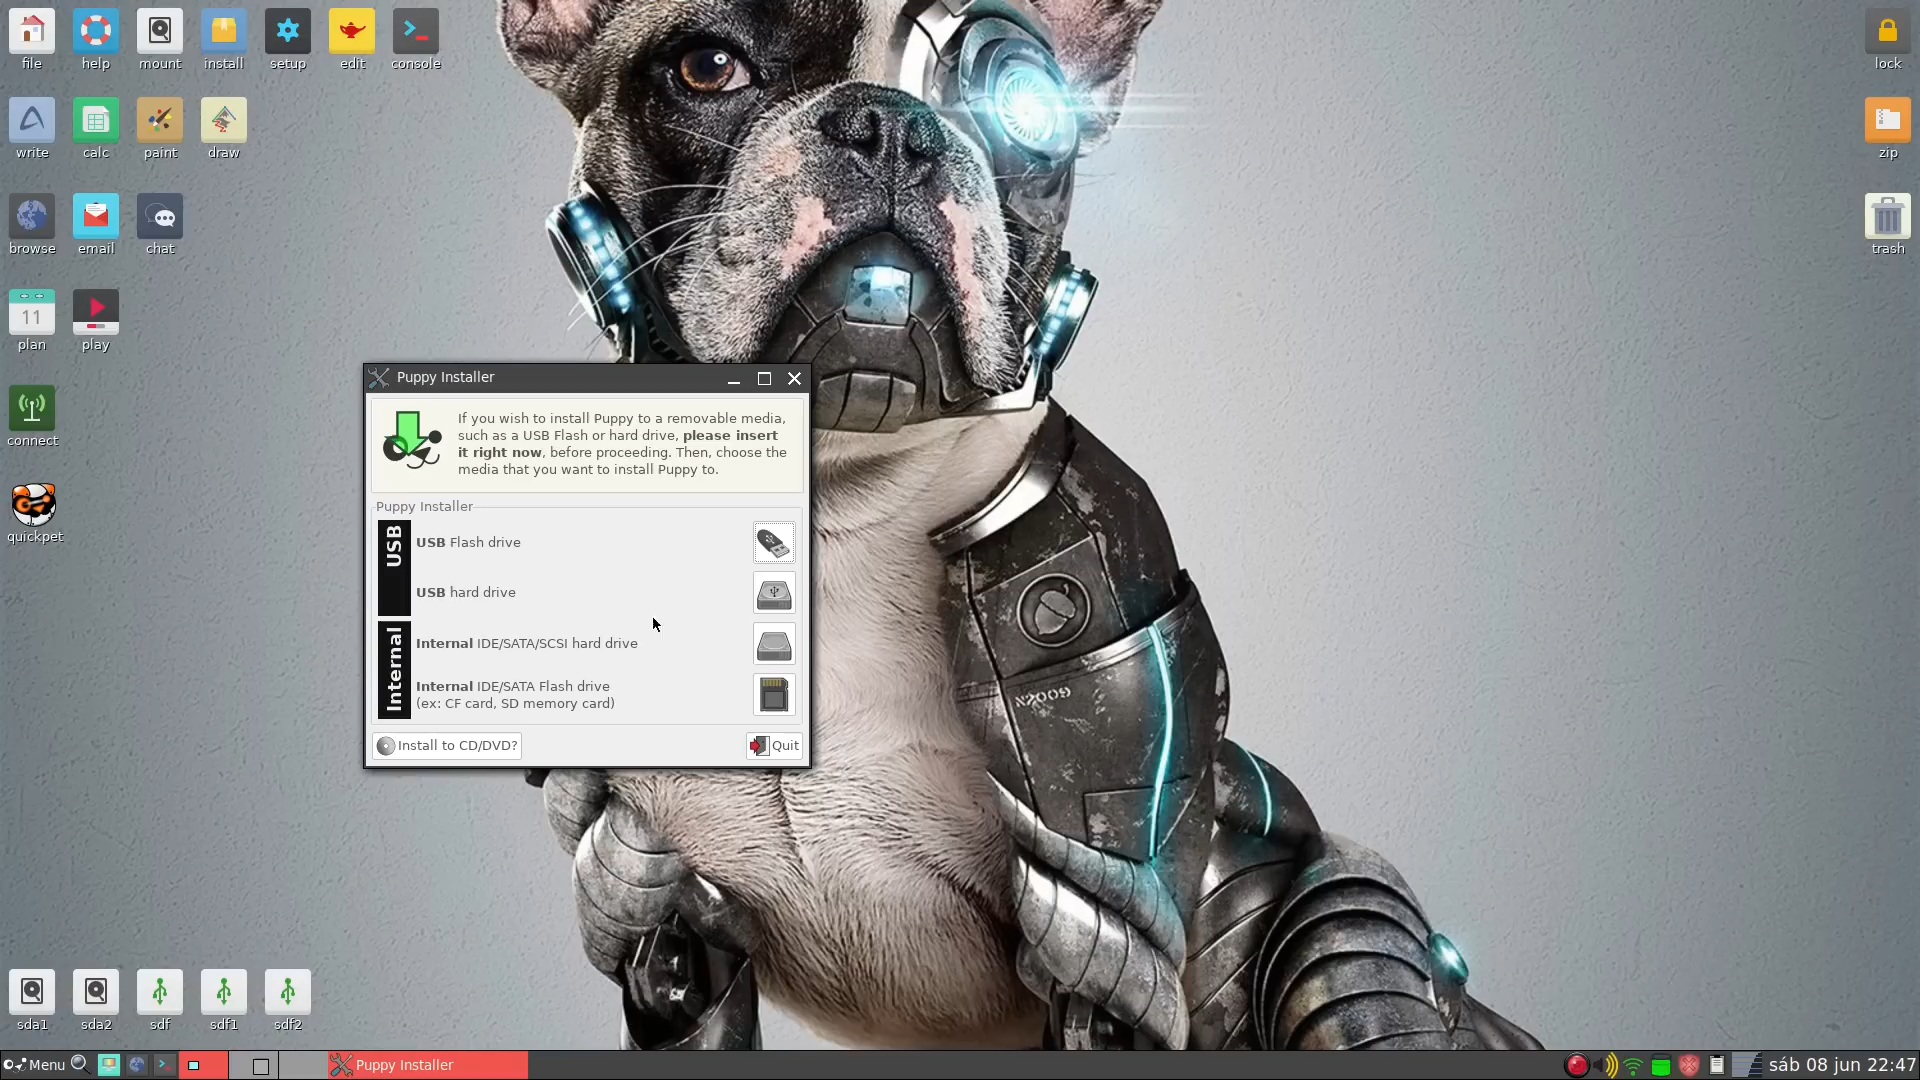 file
help
mount
install
setup
edit
console
lock
write
calc
paint
draw
zip
browse
email
chat
trash
11
plan
play
connect
quickpet
Puppy Installer
If you wish to install Puppy to a removable media,
such as a USB Flash or hard drive, please insert
it right now, before proceeding. Then, choose the
media that you want to install Puppy to.
Puppy Installer
USB
USB Flash drive
USB hard drive
Internal
Internal IDE/SATA/SCSI hard drive
Internal IDE/SATA Flash drive
(ex: CF card, SD memory card)
Install to CD/DVD?
Quit
N2009
sda1
sda2
sdf
sdf1
sdf2
Menu
Puppy Installer
sáb 08 jun 22:47